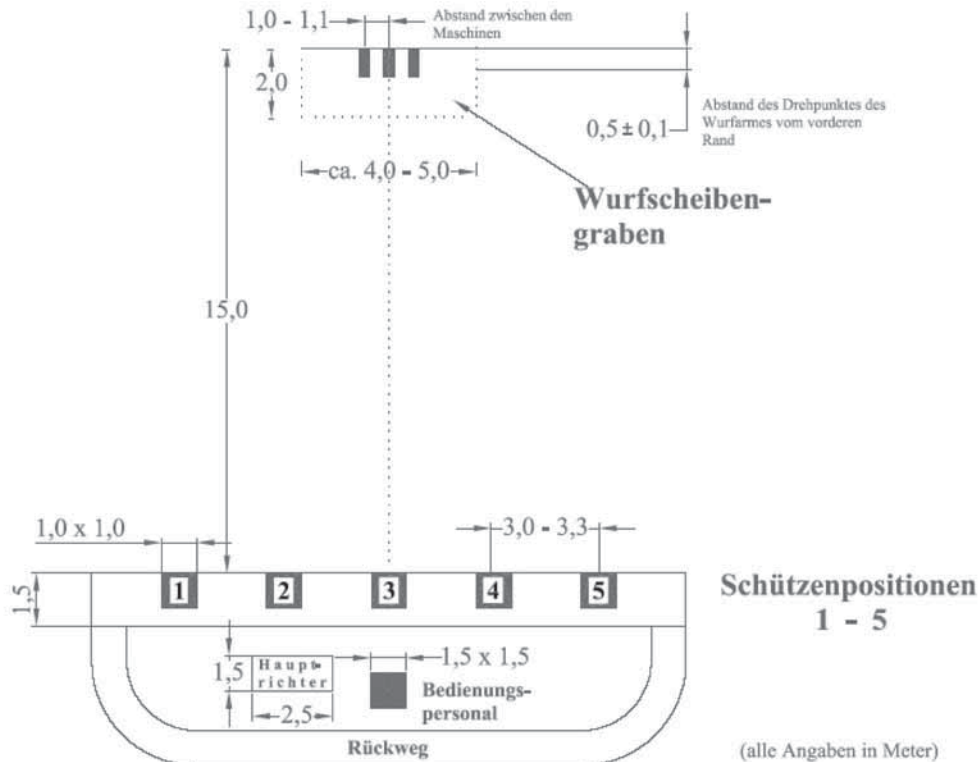 1,0 - 1,1
Abstand zwischen den
Maschinen
2,0
0,5 ± 0,1
Abstand des Drehpunktes des
Wurfarmes vom vorderen
Rand
ca. 4,0 - 5,0
Wurfscheiben-
graben
15,0
1,0 x 1,0
3,0 - 3,3
1,5
1
2
3
4
5
Schützenpositionen
1 - 5
1,5
Haupt-
richter
2,5
1,5 x 1,5
Bedienungs-
personal
Rückweg
(alle Angaben in Meter)